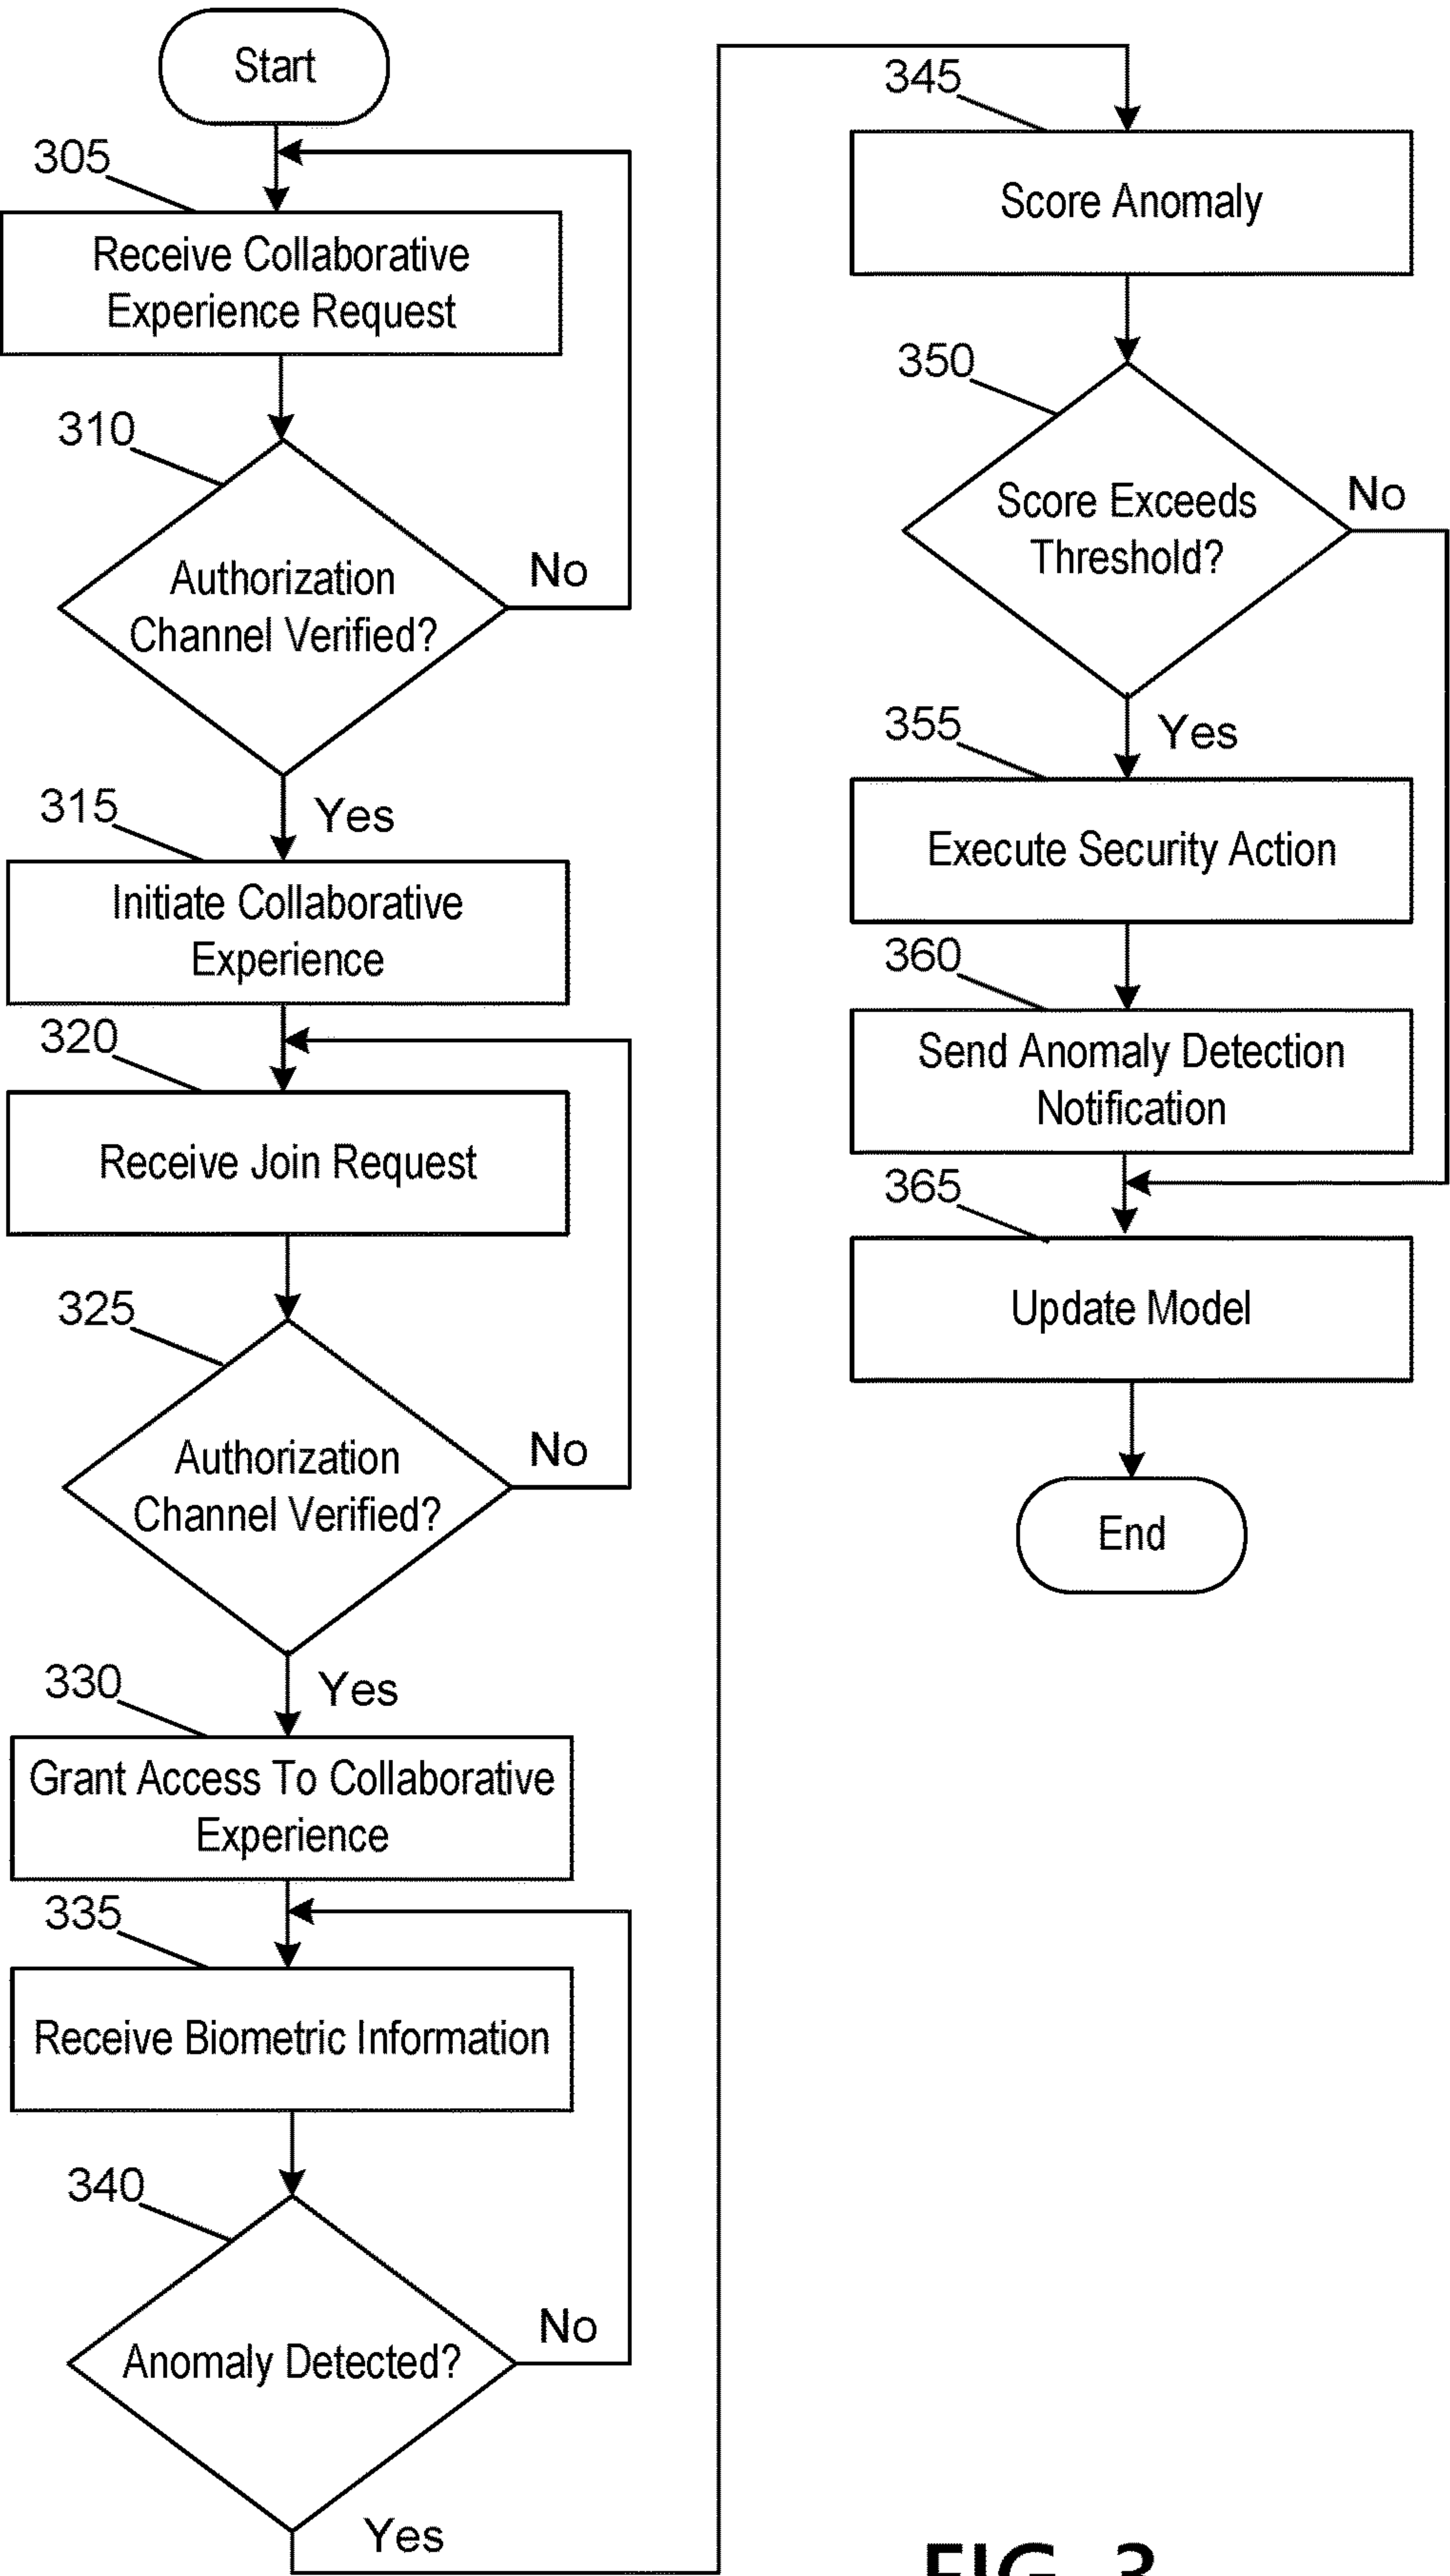 Start
305
Receive Collaborative
Experience Request
310
Authorization
Channel Verified?
No
Yes
315
Initiate Collaborative
Experience
320
Receive Join Request
325
Authorization
Channel Verified?
No
Yes
330
Grant Access To Collaborative
Experience
335
Receive Biometric Information
340
Anomaly Detected?
No
Yes
345
Score Anomaly
350
Score Exceeds
Threshold?
No
Yes
355
Execute Security Action
360
Send Anomaly Detection
Notification
365
Update Model
End
FIG. 3